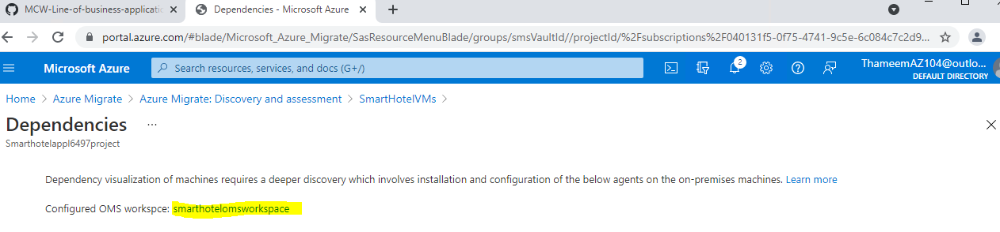 MCW-Line-of-business-applicatio
Dependencies - Microsoft Azure
portal.azure.com/#blade/Microsoft_Azure_Migrate/SasResourceMenuBlade/groups/smsVaultId//projectId/%2Fsubscriptions%2F040131f5-0f75-4741-9c5e-6c084c7c2d9...
Microsoft Azure
Search resources, services, and docs (G+/)
2
ThameemAZ104@outlo...
DEFAULT DIRECTORY
Home > Azure Migrate > Azure Migrate: Discovery and assessment > SmartHotelVMs >
Dependencies ...
Smarthotelappl6497project
Dependency visualization of machines requires a deeper discovery which involves installation and configuration of the below agents on the on-premises machines. Learn more
Configured OMS workspce: smarthotelomsworkspace